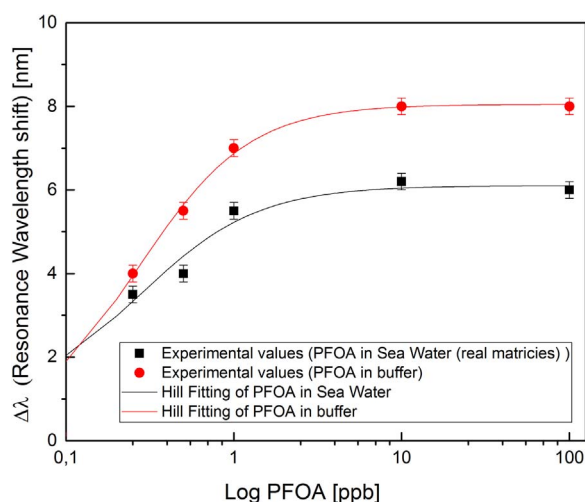 10
8
6
4
2
0
Δλ (Resonance Wavelength shift) [nm]
Experimental values (PFOA in Sea Water (real matricies) )
Experimental values (PFOA in buffer)
Hill Fitting of PFOA in Sea Water
Hill Fitting of PFOA in buffer
0,1
1
10
100
Log PFOA [ppb]